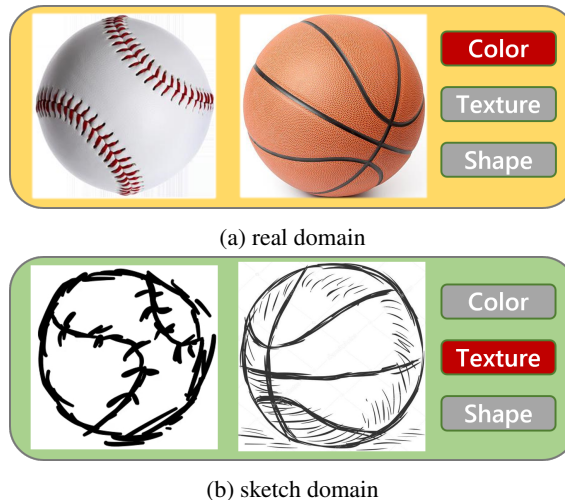 Color
Texture
Shape
(a) real domain
Color
Texture
Shape
(b) sketch domain